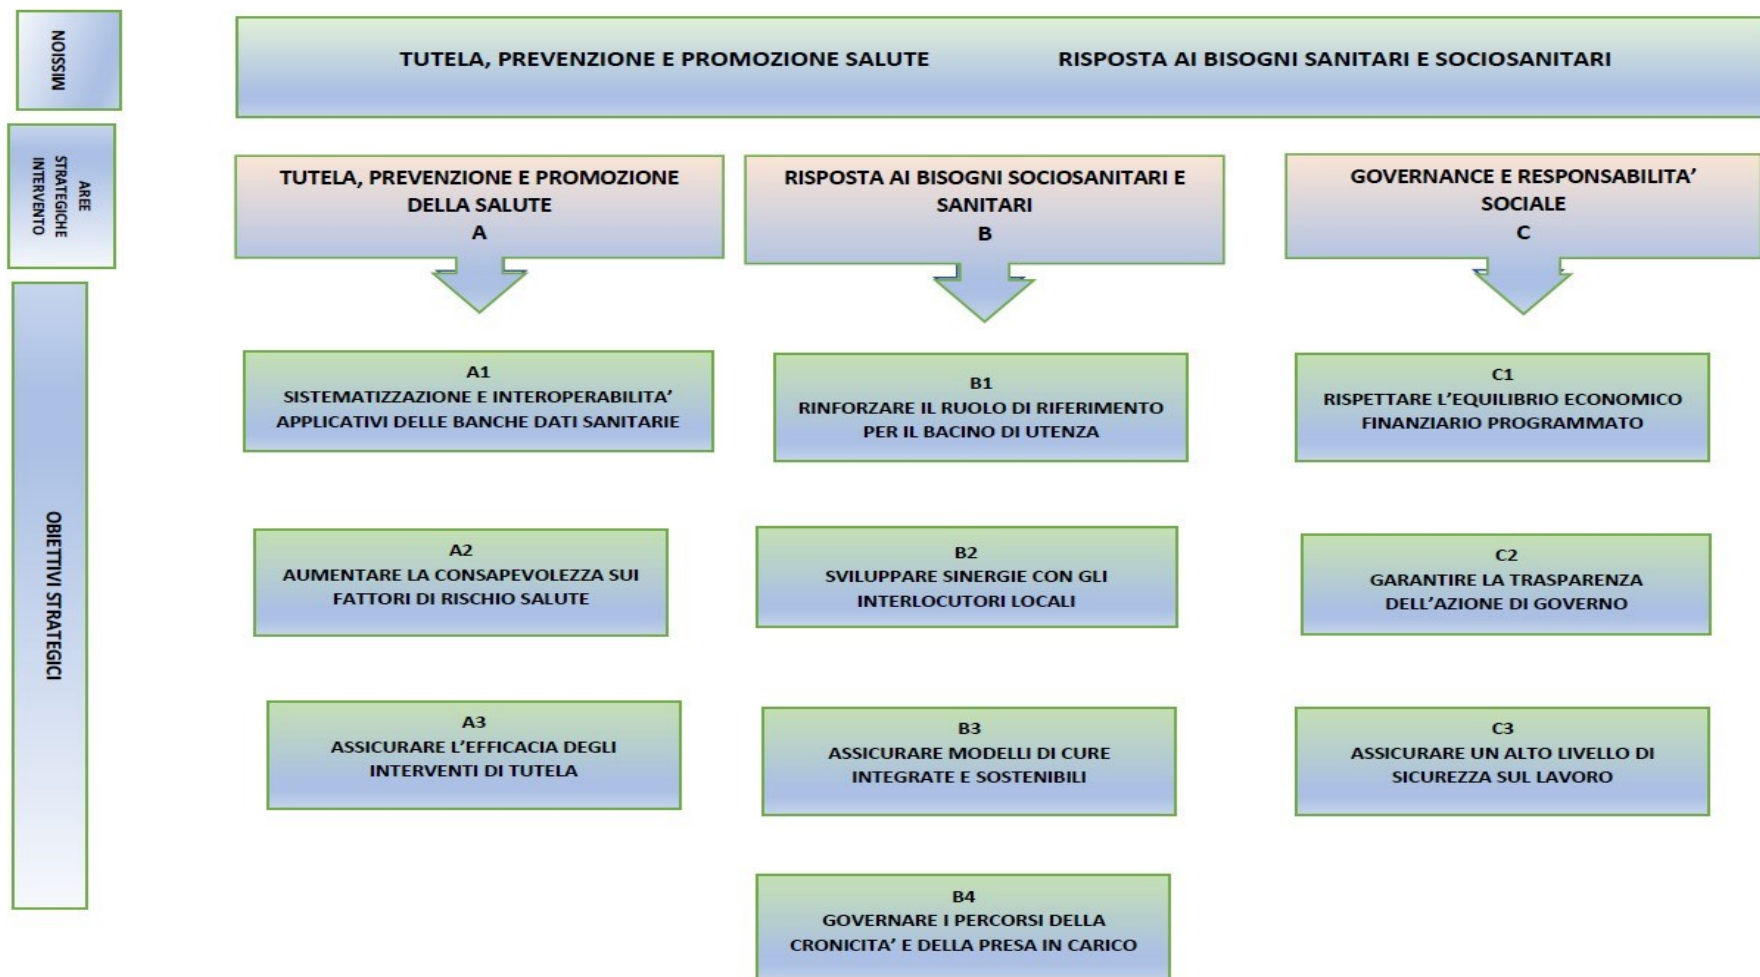 MISSION
TUTELA, PREVENZIONE E PROMOZIONE SALUTE RISPOSTA AI BISOGNI SANITARI E SOCIOSANITARI
AREE
STRATEGICHE
INTERVENTO
TUTELA, PREVENZIONE E PROMOZIONE
DELLA SALUTE
A
RISPOSTA AI BISOGNI SOCIOSANITARI E
SANITARI
B
GOVERNANCE E RESPONSABILITA’
SOCIALE
C
OBIETTIVI STRATEGICI
A1
SISTEMATIZZAZIONE E INTEROPERABILITA’
APPLICATIVI DELLE BANCHE DATI SANITARIE
B1
RINFORZARE IL RUOLO DI RIFERIMENTO
PER IL BACINO DI UTENZA
C1
RISPETTARE L’EQUILIBRIO ECONOMICO
FINANZIARIO PROGRAMMATO
A2
AUMENTARE LA CONSAPEVOLEZZA SUI
FATTORI DI RISCHIO SALUTE
B2
SVILUPPARE SINERGIE CON GLI
INTERLOCUTORI LOCALI
C2
GARANTIRE LA TRASPARENZA
DELL’AZIONE DI GOVERNO
A3
ASSICURARE L’EFFICACIA DEGLI
INTERVENTI DI TUTELA
B3
ASSICURARE MODELLI DI CURE
INTEGRATE E SOSTENIBILI
C3
ASSICURARE UN ALTO LIVELLO DI
SICUREZZA SUL LAVORO
B4
GOVERNARE I PERCORSI DELLA
CRONICITA’ E DELLA PRESA IN CARICO